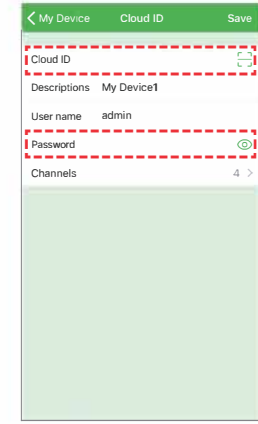 My Device Cloud ID Save
Cloud ID
Descriptions My Device1
User name admin
Password
Channels 4